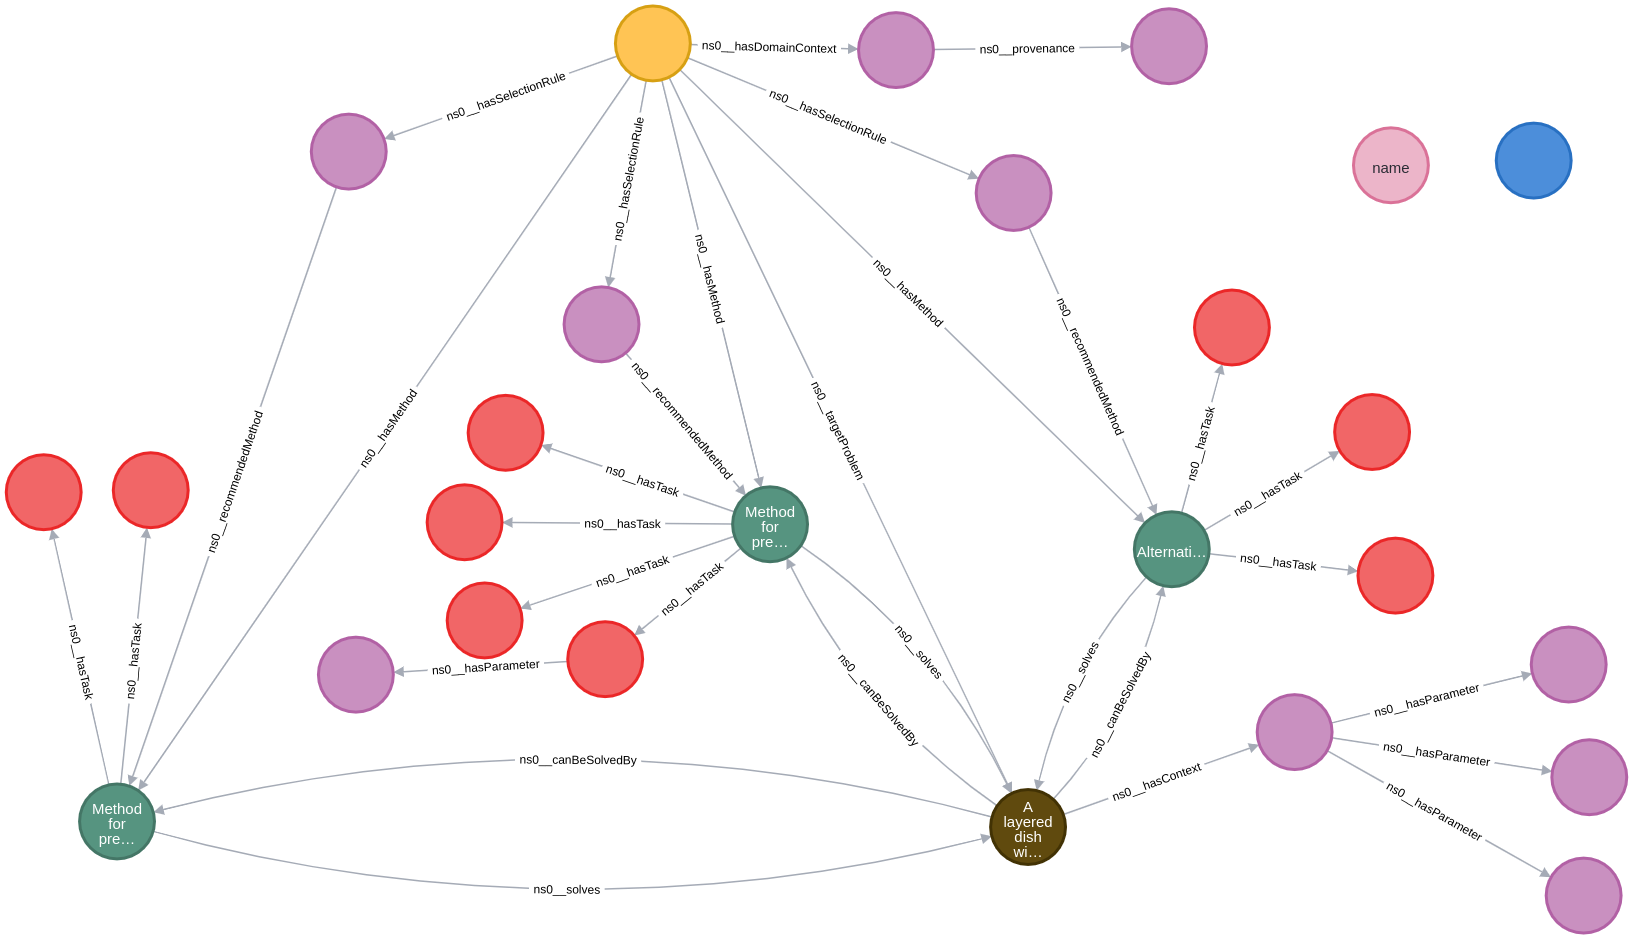 ns0__hasDomainContext
ns0__provenance
ns0__hasSelectionRule
ns0__hasSelectionRule
ns0__hasSelectionRule
name
ns0__hasMethod
ns0__hasMethod
ns0__hasMethod
ns0__targetProblem
ns0__recommendedMethod
ns0__recommendedMethod
ns0__recommendedMethod
ns0__hasTask
ns0__hasTask
ns0__hasTask
ns0__hasTask
ns0__hasTask
ns0__hasTask
ns0__hasTask
Method
for
pre…
Alternati…
ns0__hasTask
ns0__hasTask
ns0__hasParameter
ns0__solves
ns0__canBeSolvedBy
ns0__solves
ns0__canBeSolvedBy
ns0__hasParameter
ns0__hasParameter
ns0__hasParameter
ns0__hasContext
ns0__canBeSolvedBy
Method
for
pre…
A
layered
dish
wi…
ns0__solves